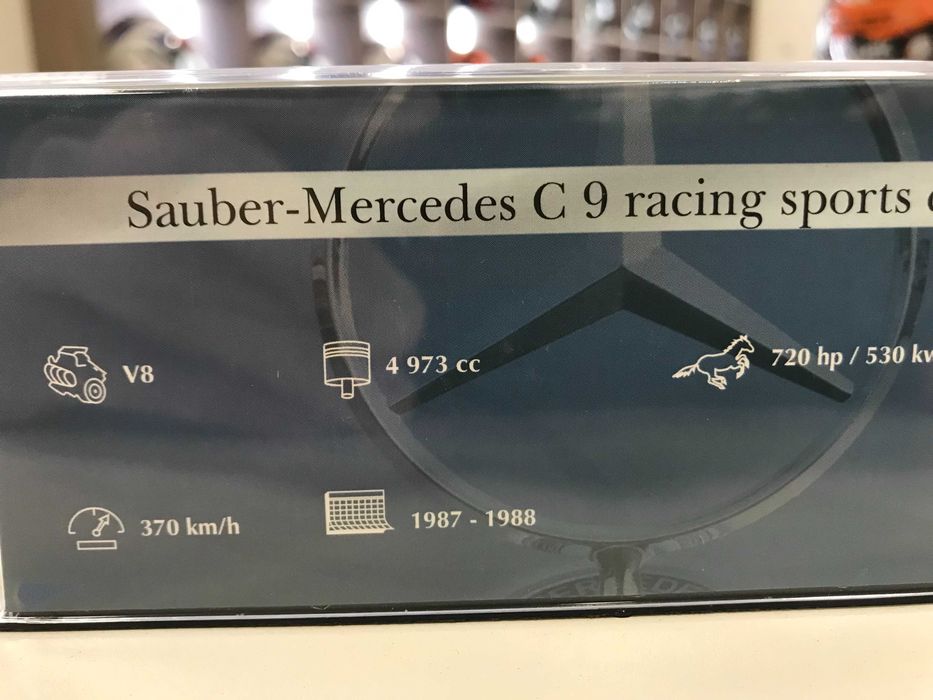 Sauber-Mercedes C 9 racing sports
V8
4 973 cc
720 hp / 530 kw
370 km/h
1987 - 1988